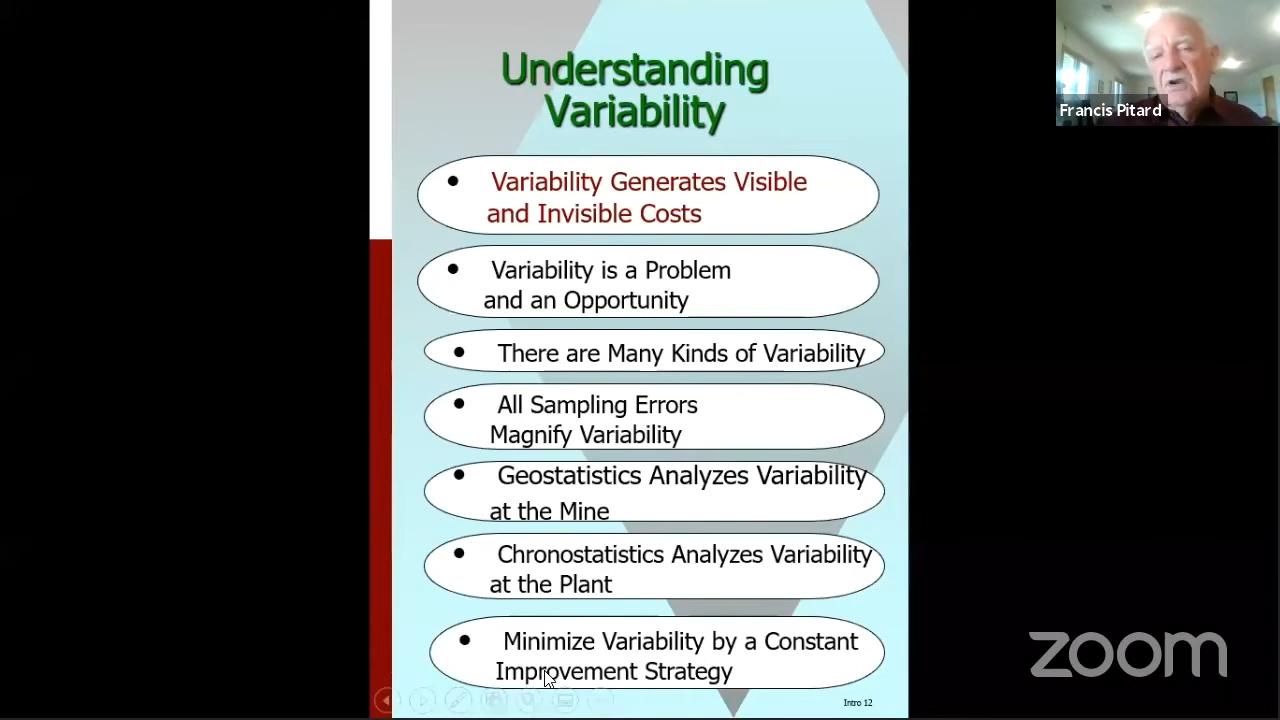 Understanding
Variability
Francis Pitard
• Variability Generates Visible
and Invisible Costs
• Variability is a Problem
and an Opportunity
• There are Many Kinds of Variability
• All Sampling Errors
Magnify Variability
• Geostatistics Analyzes Variability
at the Mine
• Chronostatistics Analyzes Variability
at the Plant
• Minimize Variability by a Constant
Improvement Strategy
Intro 12
zoom